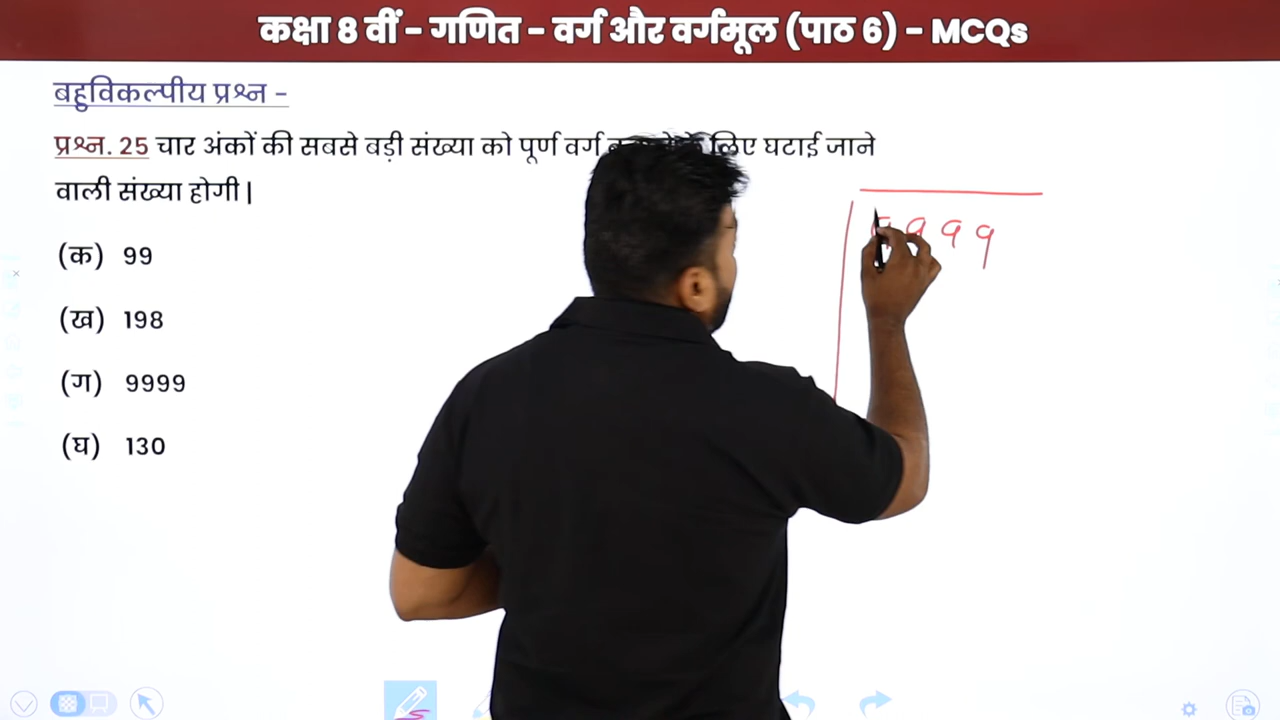 कक्षा 8 वीं - गणित - वर्ग और वर्गमूल (पाठ 6) - MCQs
बहुविकल्पीय प्रश्न -
प्रश्न. 25 चार अंकों की सबसे बड़ी संख्या को पूर्ण वर्ग लिए घटाई जाने
वाली संख्या होगी |
(क) 99
(ख) 198
(ग) 9999
(घ) 130
9999